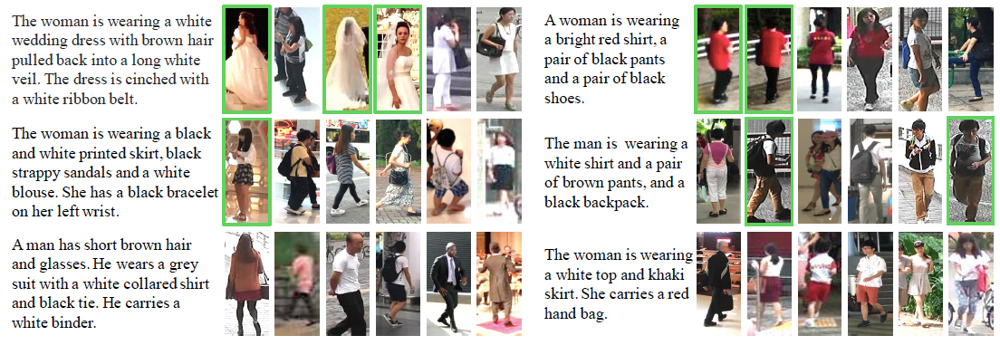 The woman is wearing a white
wedding dress with brown hair
pulled back into a long white
veil. The dress is cinched with
a white ribbon belt.
A woman is wearing
a bright red shirt, a
pair of black pants
and a pair of black
shoes.
The woman is wearing a black
and white printed skirt, black
strappy sandals and a white
blouse. She has a black bracelet
on her left wrist.
The man is wearing a
white shirt and a pair
of brown pants, and a
black backpack.
A man has short brown hair
and glasses. He wears a grey
suit with a white collared shirt
and black tie. He carries a
white binder.
The woman is wearing
a white top and khaki
skirt. She carries a red
hand bag.